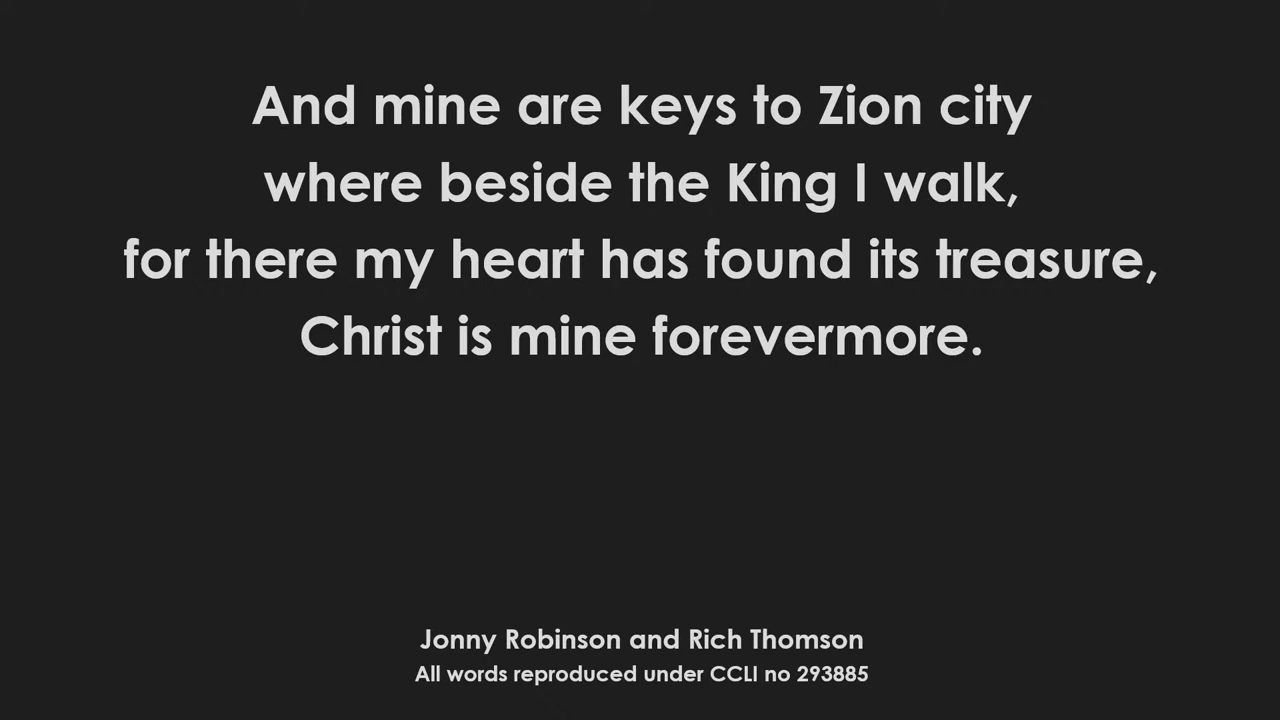 And mine are keys to Zion city
where beside the King I walk,
for there my heart has found its treasure,
Christ is mine forevermore.
Jonny Robinson and Rich Thomson
All words reproduced under CCLI no 293885